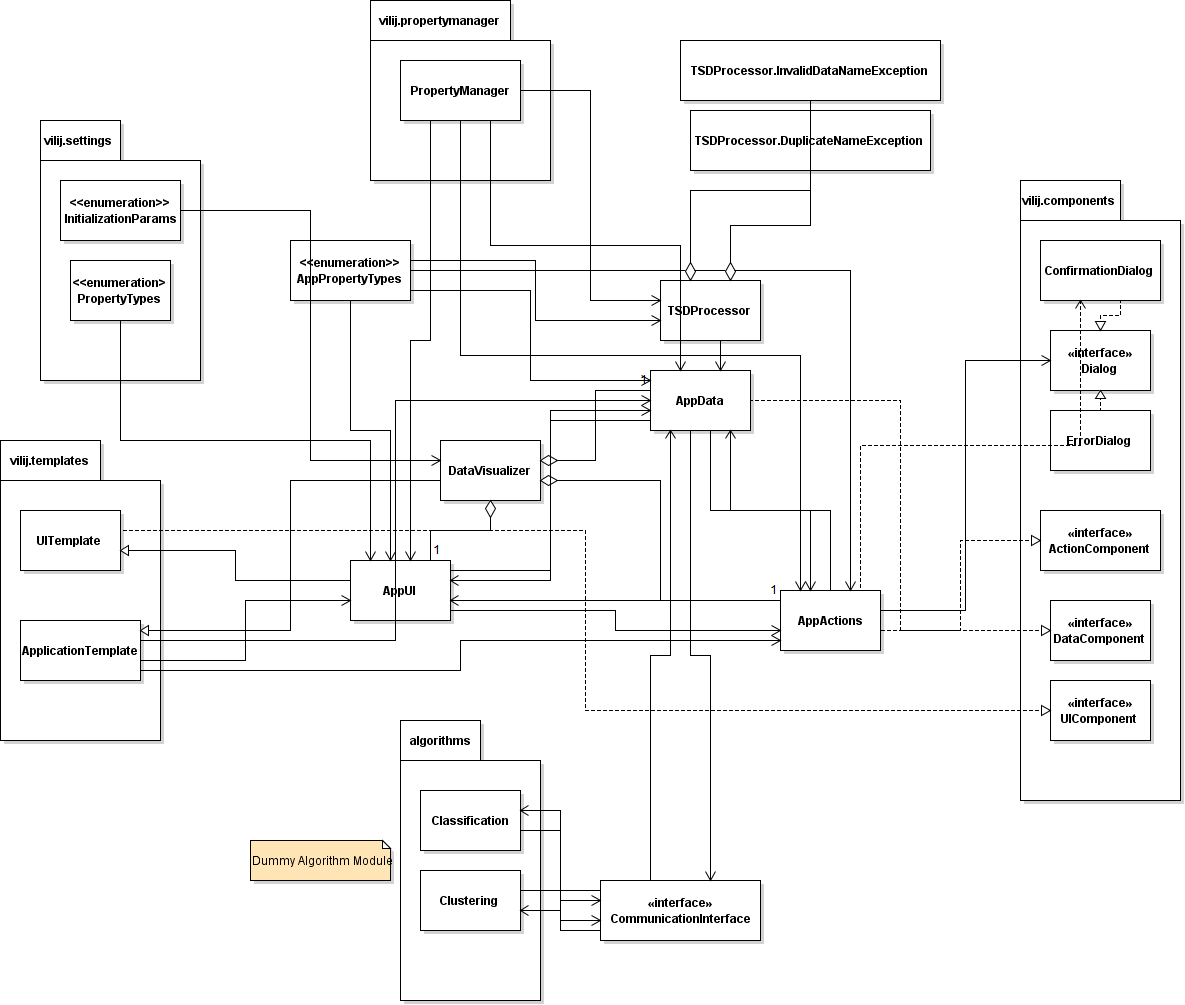 vilij.propertymanager
PropertyManager
TSDProcessor.InvalidDataNameException
TSDProcessor.DuplicateNameException
vilij.settings
<<enumeration>>
InitializationParams
<<enumeration>
PropertyTypes
<<enumeration>>
AppPropertyTypes
vilij.components
ConfirmationDialog
«interface»
Dialog
ErrorDialog
«interface»
ActionComponent
«interface»
DataComponent
«interface»
UIComponent
TSDProcessor
1
AppData
DataVisualizer
vilij.templates
UITemplate
ApplicationTemplate
1
AppUI
1
AppActions
algorithms
Classification
Clustering
Dummy Algorithm Module
«interface»
CommunicationInterface